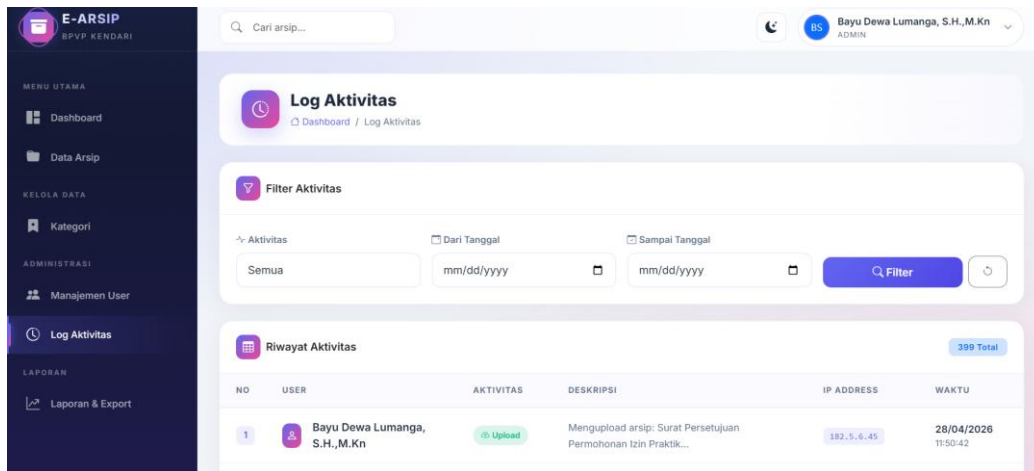 E-ARSIP
BPVP KENDARI
MENU UTAMA
Dashboard
Data Arsip
KELOLA DATA
Kategori
ADMINISTRASI
Manajemen User
Log Aktivitas
LAPORAN
Laporan & Export
Cari arsip...
BS
Bayu Dewa Lumanga, S.H.,M.Kn
ADMIN
Log Aktivitas
Dashboard / Log Aktivitas
Filter Aktivitas
Aktivitas Dari Tanggal Sampai Tanggal
Semua mm/dd/yyyy mm/dd/yyyy Filter
Riwayat Aktivitas 399 Total
NO USER AKTIVITAS DESKRIPSI IP ADDRESS WAKTU
1 Bayu Dewa Lumanga, S.H.,M.Kn Upload Mengupload arsip: Surat Persetujuan Permohonan Izin Praktik... 182.5.6.45 28/04/2026 11:50:42